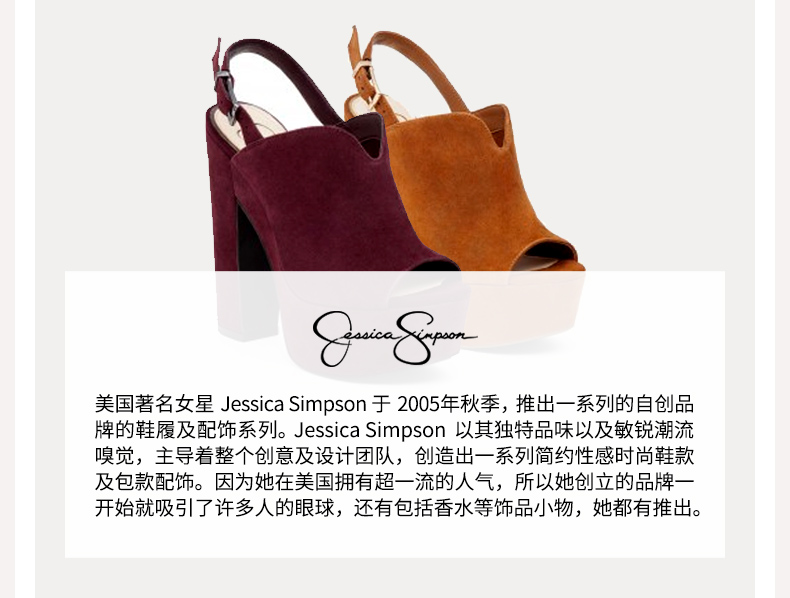 Jessica Simpson
美国著名女星 Jessica Simpson 于 2005年秋季，推出一系列的自创品
牌的鞋履及配饰系列。Jessica Simpson 以其独特品味以及敏锐潮流
嗅觉，主导着整个创意及设计团队，创造出一系列简约性感时尚鞋款
及包款配饰。因为她在美国拥有超一流的人气，所以她创立的品牌一
开始就吸引了许多人的眼球，还有包括香水等饰品小物，她都有推出。